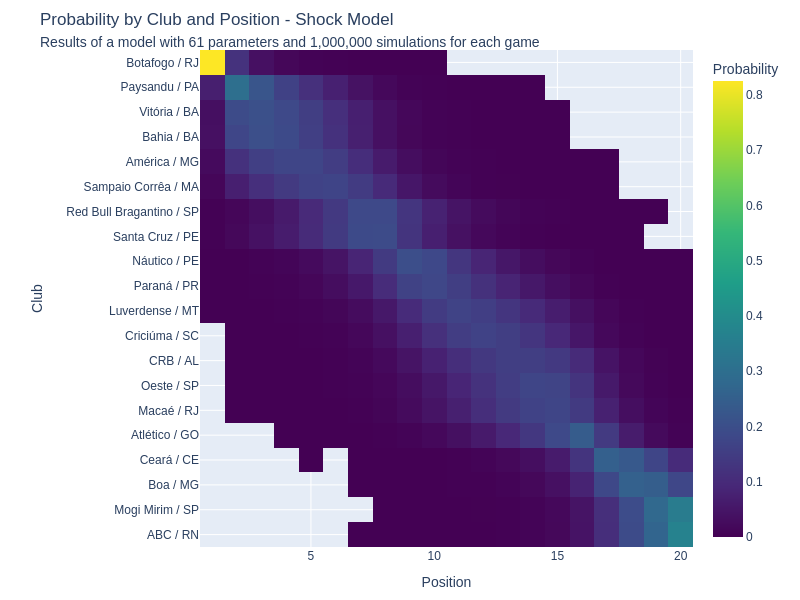 Probability by Club and Position - Shock Model
Results of a model with 61 parameters and 1,000,000 simulations for each game
Botafogo / RJ
Paysandu / PA
Vitória / BA
Bahia / BA
América / MG
Sampaio Corrêa / MA
Red Bull Bragantino / SP
Santa Cruz / PE
Náutico / PE
Paraná / PR
Luverdense / MT
Criciúma / SC
CRB / AL
Oeste / SP
Macaé / RJ
Atlético / GO
Ceará / CE
Boa / MG
Mogi Mirim / SP
ABC / RN
Club
5
10
15
20
Position
Probability
0.8
0.7
0.6
0.5
0.4
0.3
0.2
0.1
0